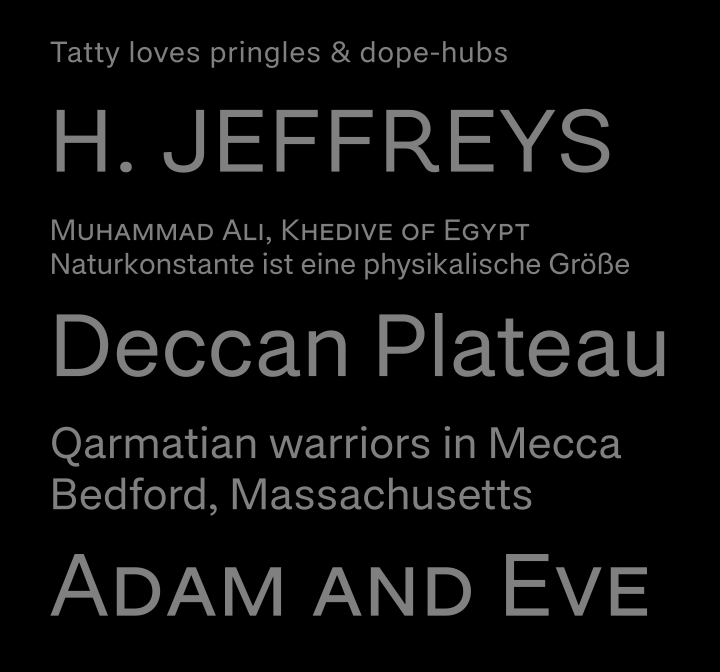 Tatty loves pringles & dope-hubs
H. JEFFREYS
Muhammad Ali, Khedive of Egypt
Naturkonstante ist eine physikalische Größe
Deccan Plateau
Qarmatian warriors in Mecca
Bedford, Massachusetts
Adam and Eve